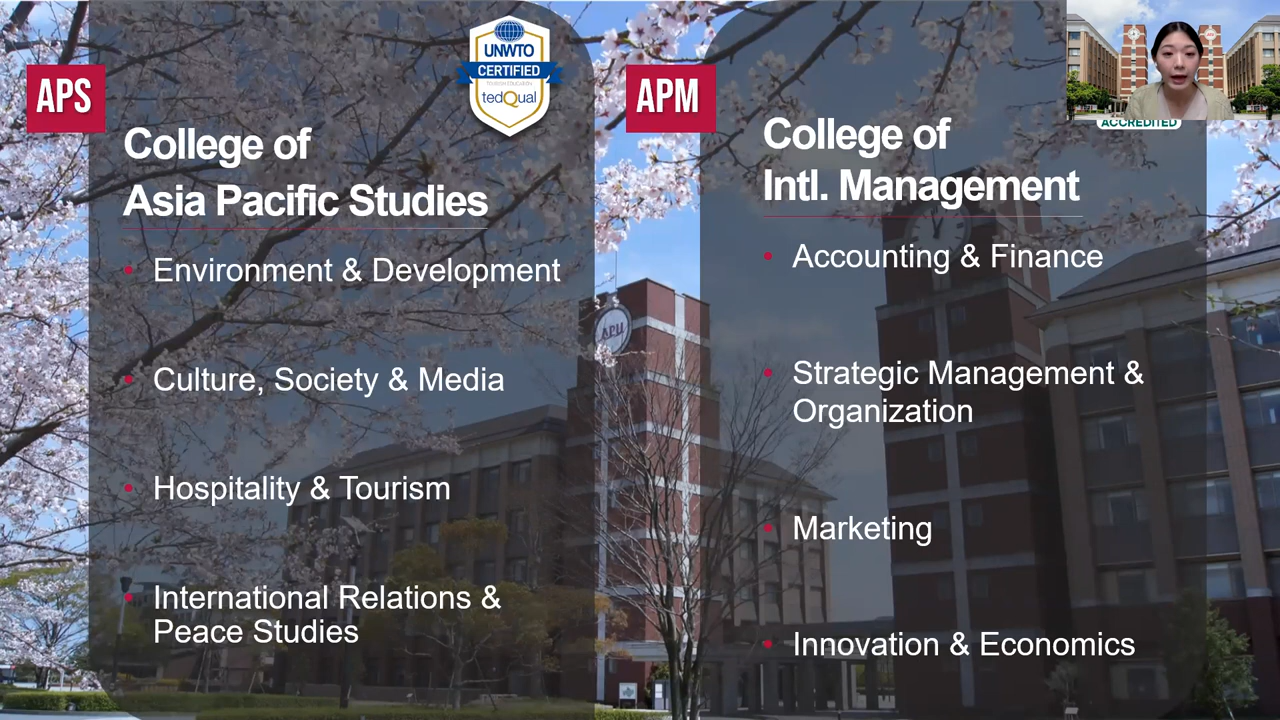 APS
UNWTO
CERTIFIED
tedQual
College of
Asia Pacific Studies
Environment & Development
Culture, Society & Media
Hospitality & Tourism
International Relations &
Peace Studies
APM
College of
Intl. Management
Accounting & Finance
Strategic Management &
Organization
Marketing
Innovation & Economics
ACCREDITED
APU